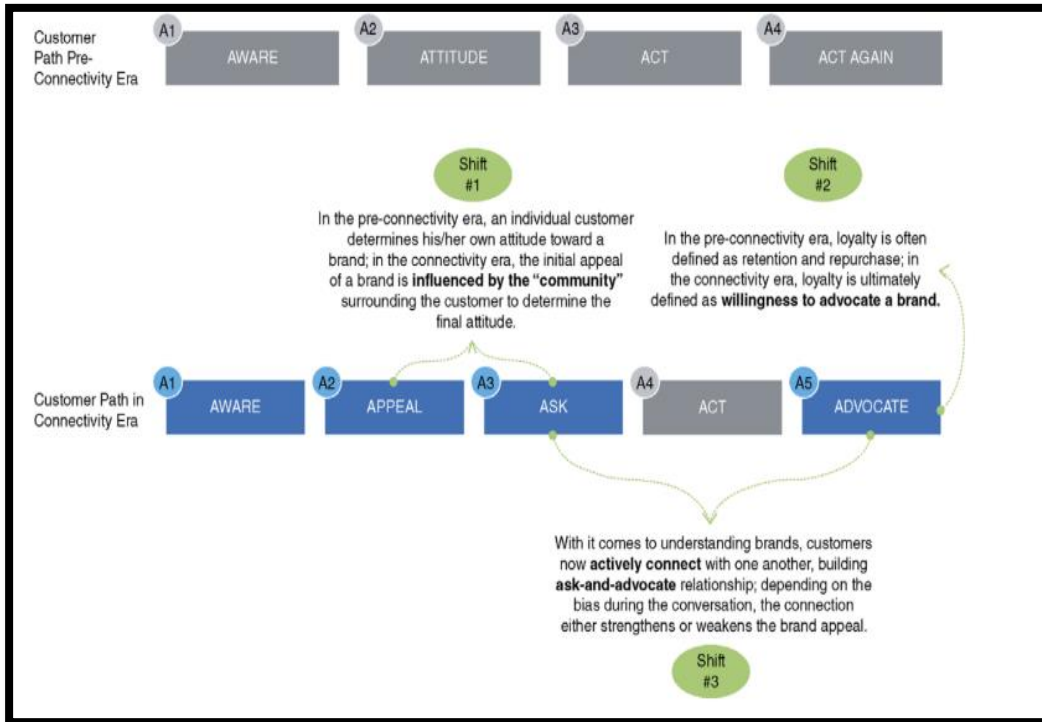 Customer
Path Pre-
Connectivity Era
A1
AWARE
A2
ATTITUDE
A3
ACT
A4
ACT AGAIN
Shift
#1
In the pre-connectivity era, an individual customer
determines his/her own attitude toward a
brand; in the connectivity era, the initial appeal
of a brand is influenced by the “community”
surrounding the customer to determine the
final attitude.
Shift
#2
In the pre-connectivity era, loyalty is often
defined as retention and repurchase; in
the connectivity era, loyalty is ultimately
defined as willingness to advocate a brand.
Customer Path in
Connectivity Era
A1
AWARE
A2
APPEAL
A3
ASK
A4
ACT
A5
ADVOCATE
With it comes to understanding brands, customers
now actively connect with one another, building
ask-and-advocate relationship; depending on the
bias during the conversation, the connection
either strengthens or weakens the brand appeal.
Shift
#3